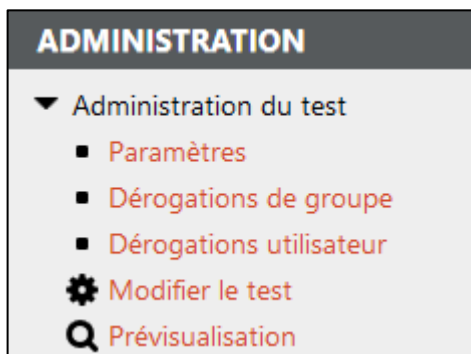 ADMINISTRATION
Administration du test
Paramètres
Dérogations de groupe
Dérogations utilisateur
Modifier le test
Prévisualisation